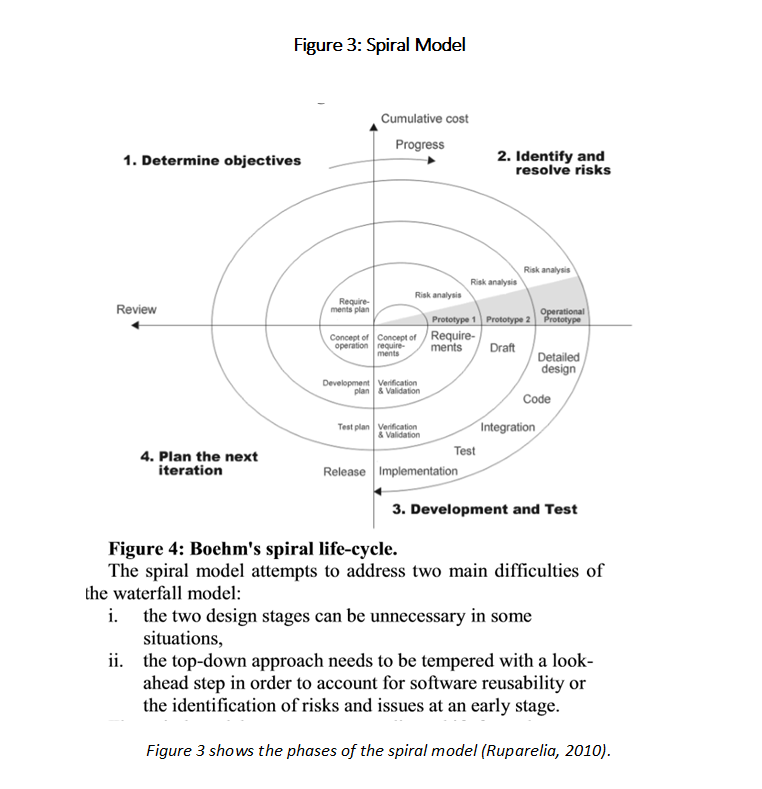 Figure 3: Spiral Model
Cumulative cost
Progress
1. Determine objectives
2. Identify and
resolve risks
Risk analysis
Risk analysis
Risk analysis
Require-
ments plan
Review
Operational
Prototype 1
Prototype 2
Prototype
Concept of
operation
Concept of
require-
ments
Require-
ments
Draft
Detailed
design
Development
plan
Verification
& Validation
Code
Test plan
Verification
& Validation
Integration
Test
4. Plan the next
iteration
Release
Implementation
3. Development and Test
Figure 4: Boehm's spiral life-cycle.
The spiral model attempts to address two main difficulties of
the waterfall model:
i. the two design stages can be unnecessary in some
situations,
ii. the top-down approach needs to be tempered with a look-
ahead step in order to account for software reusability or
the identification of risks and issues at an early stage.
Figure 3 shows the phases of the spiral model (Ruparelia, 2010).